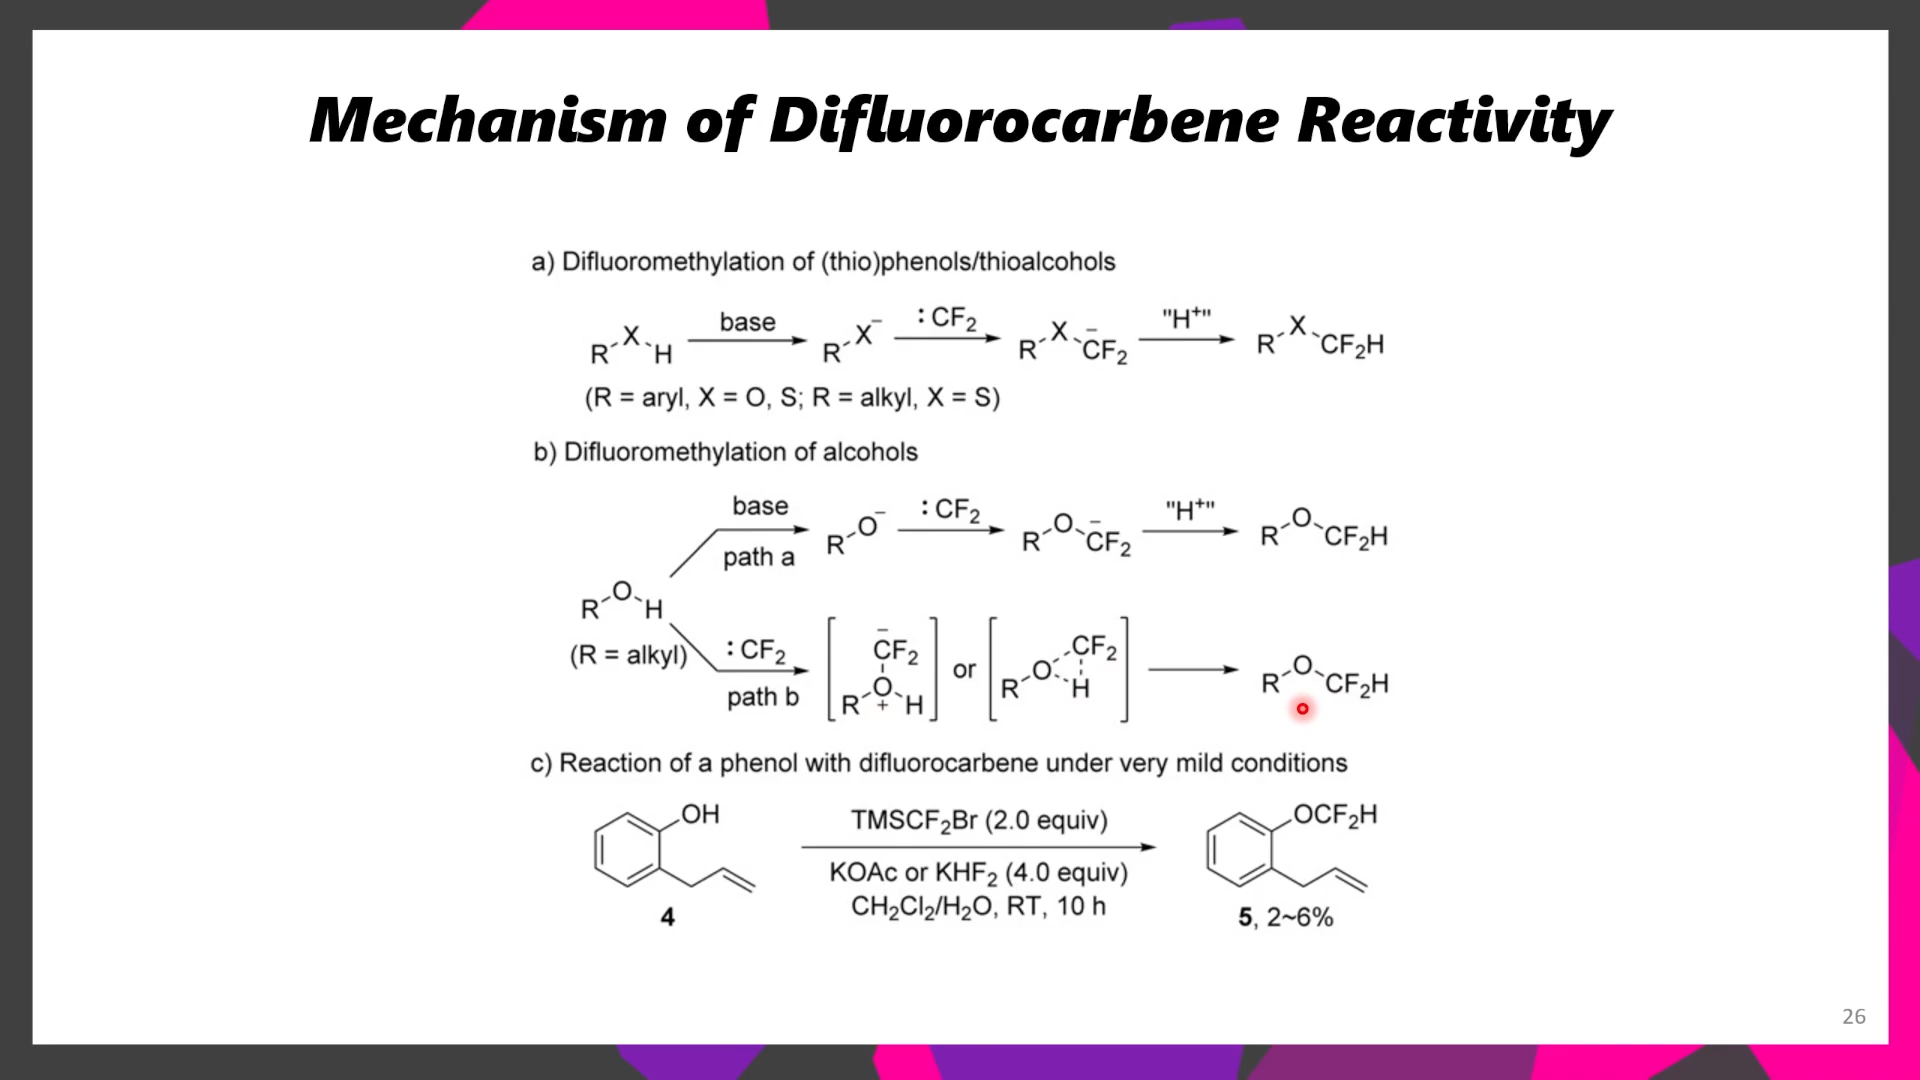 Mechanism of Difluorocarbene Reactivity
a) Difluoromethylation of (thio)phenols/thioalcohols
R X H base R X⁻ :CF₂ R X C̄F₂ "H⁺" R X CF₂H
(R = aryl, X = O, S; R = alkyl, X = S)
b) Difluoromethylation of alcohols
base :CF₂ "H⁺"
path a R O⁻ R O C̄F₂ R O CF₂H
R O H
(R = alkyl) :CF₂ C̄F₂ or CF₂
path b R O + H R O H R O CF₂H
c) Reaction of a phenol with difluorocarbene under very mild conditions
OH TMSCF₂Br (2.0 equiv) OCF₂H
KOAc or KHF₂ (4.0 equiv)
CH₂Cl₂/H₂O, RT, 10 h
4 5, 2~6%
26